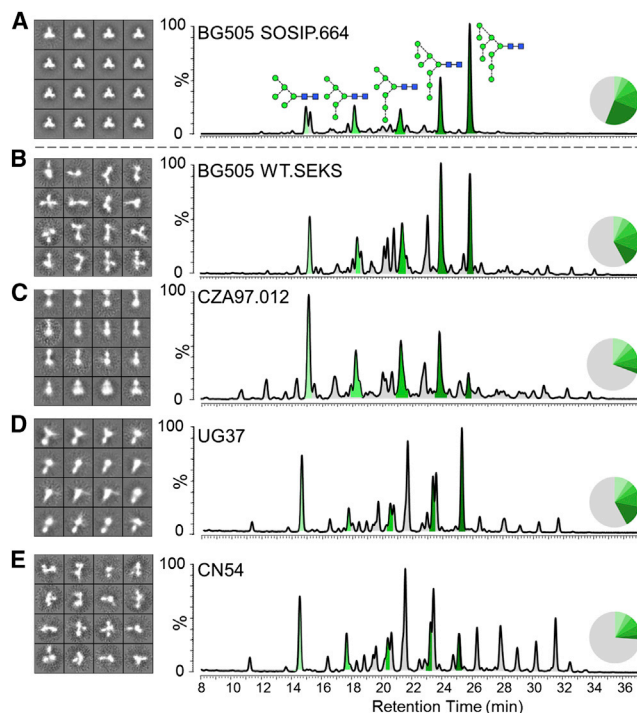 A
100
BG505 SOSIP.664
%
0
B
100
BG505 WT.SEKS
%
0
C
100
CZA97.012
%
0
D
100
UG37
%
0
E
100
CN54
%
0
8 10 12 14 16 18 20 22 24 26 28 30 32 34 36
Retention Time (min)